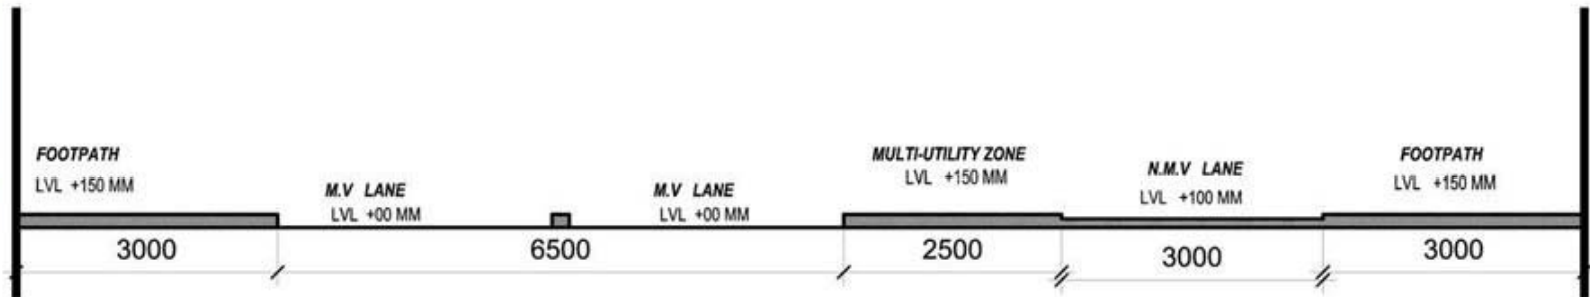 FOOTPATH
LVL +150 MM
M.V LANE
LVL +00 MM
M.V LANE
LVL +00 MM
MULTI-UTILITY ZONE
LVL +150 MM
N.M.V LANE
LVL +100 MM
FOOTPATH
LVL +150 MM
3000
6500
2500
3000
3000